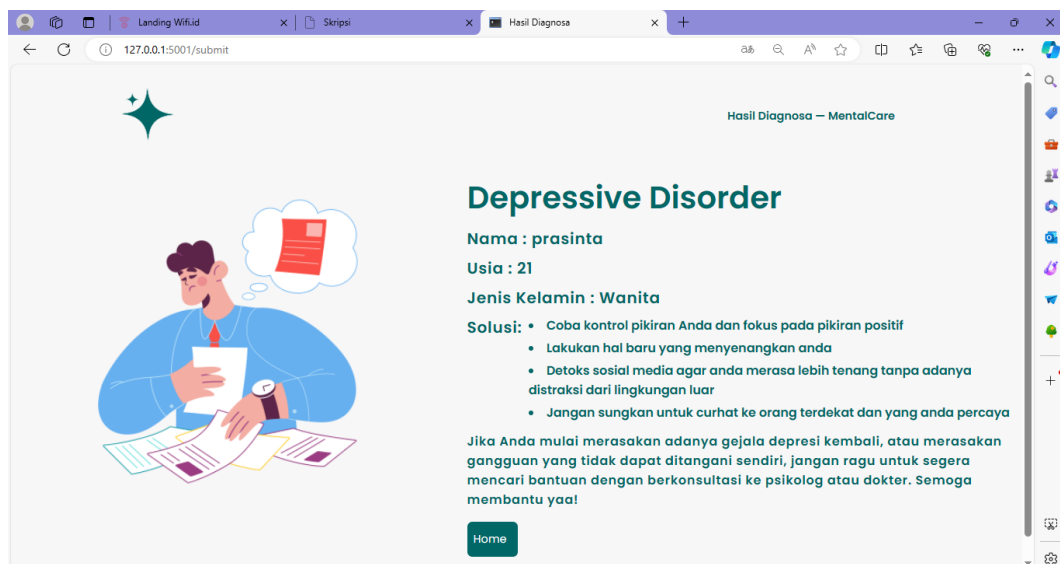 Landing Wifi.id
Skripsi
Hasil Diagnosa
127.0.0.1:5001/submit
Hasil Diagnosa — MentalCare
Depressive Disorder
Nama : prasinta
Usia : 21
Jenis Kelamin : Wanita
Solusi: • Coba kontrol pikiran Anda dan fokus pada pikiran positif
• Lakukan hal baru yang menyenangkan anda
• Detoks sosial media agar anda merasa lebih tenang tanpa adanya
distraksi dari lingkungan luar
• Jangan sungkan untuk curhat ke orang terdekat dan yang anda percaya
Jika Anda mulai merasakan adanya gejala depresi kembali, atau merasakan
gangguan yang tidak dapat ditangani sendiri, jangan ragu untuk segera
mencari bantuan dengan berkonsultasi ke psikolog atau dokter. Semoga
membantu yaa!
Home